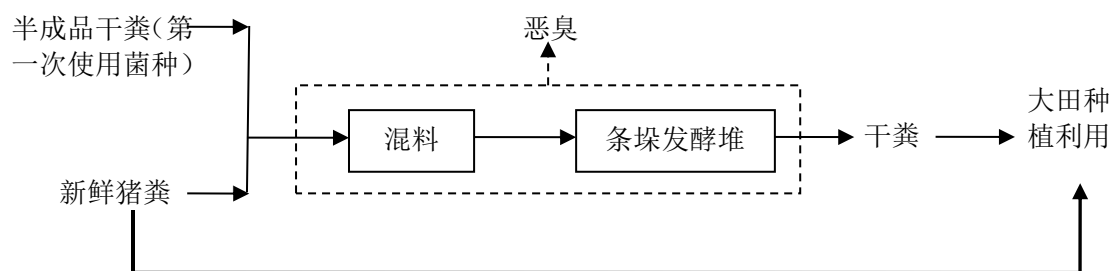 半成品干粪（第
一次使用菌种）
恶臭
混料
条垛发酵堆
干粪
大田种
植利用
新鲜猪粪